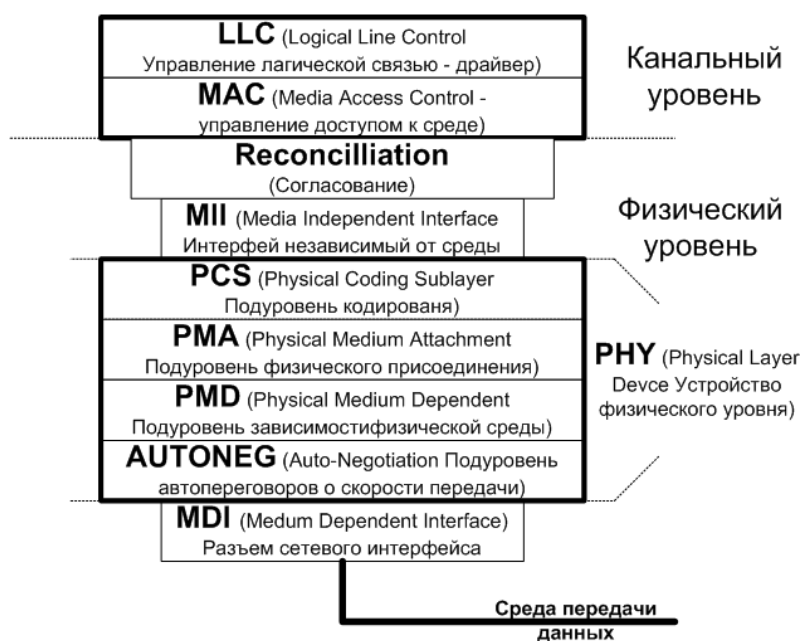 LLC (Logical Line Control
Управление лагической связью - драйвер)
Канальный
уровень
MAC (Media Access Control -
управление доступом к среде)
Reconcilliation
(Согласование)
MII (Media Independent Interface
Интерфей независимый от среды
Физический
уровень
PCS (Physical Coding Sublayer
Подуровень кодированя)
PMA (Physical Medium Attachment
Подуровень физического присоединения)
PMD (Physical Medium Dependent
Подуровень зависимостифизической среды)
AUTONEG (Auto-Negotiation Подуровень
автопереговоров о скорости передачи)
PHY (Physical Layer
Devce Устройство
физического уровня)
MDI (Medum Dependent Interface)
Разъем сетевого интерфейса
Среда передачи
данных